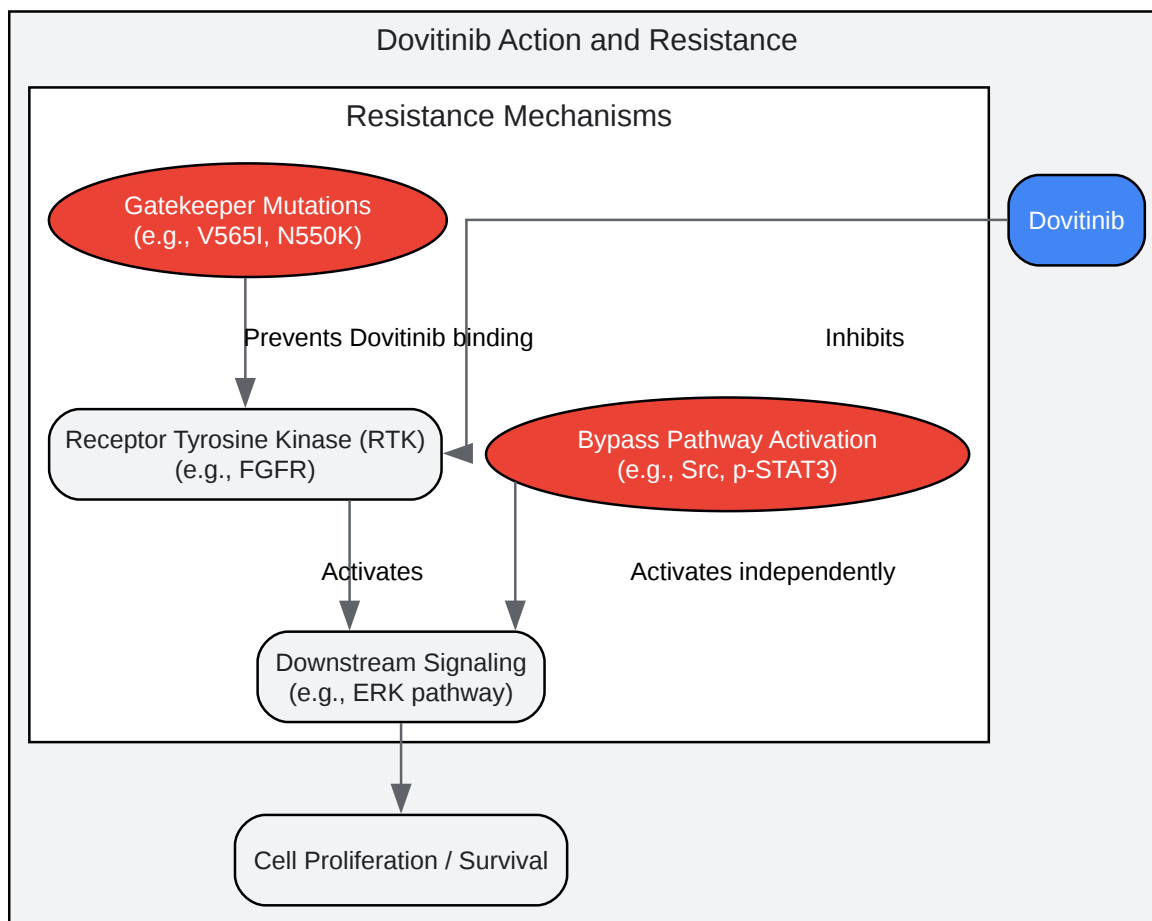 Dovitinib Action and Resistance
Resistance Mechanisms
Gatekeeper Mutations
(e.g., V565I, N550K)
Dovitinib
Prevents Dovitinib binding
Inhibits
Receptor Tyrosine Kinase (RTK)
(e.g., FGFR)
Bypass Pathway Activation
(e.g., Src, p-STAT3)
Activates
Activates independently
Downstream Signaling
(e.g., ERK pathway)
Cell Proliferation / Survival